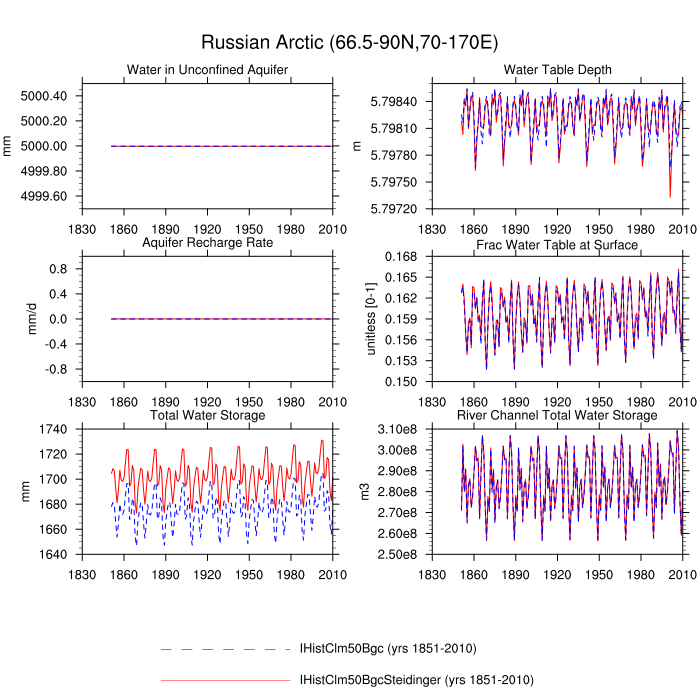 Russian Arctic (66.5-90N,70-170E)
Water in Unconfined Aquifer
5000.40
5000.20
5000.00
4999.80
4999.60
mm
1830 1860 1890 1920 1950 1980 2010
Water Table Depth
5.79840
5.79810
5.79780
5.79750
5.79720
m
1830 1860 1890 1920 1950 1980 2010
Aquifer Recharge Rate
0.8
0.4
0.0
-0.4
-0.8
mm/d
1830 1860 1890 1920 1950 1980 2010
Frac Water Table at Surface
0.168
0.165
0.162
0.159
0.156
0.153
0.150
unitless [0-1]
1830 1860 1890 1920 1950 1980 2010
Total Water Storage
1740
1720
1700
1680
1660
1640
mm
1830 1860 1890 1920 1950 1980 2010
River Channel Total Water Storage
3.10e8
3.00e8
2.90e8
2.80e8
2.70e8
2.60e8
2.50e8
m3
1830 1860 1890 1920 1950 1980 2010
IHistClm50Bgc (yrs 1851-2010)
IHistClm50BgcSteidinger (yrs 1851-2010)